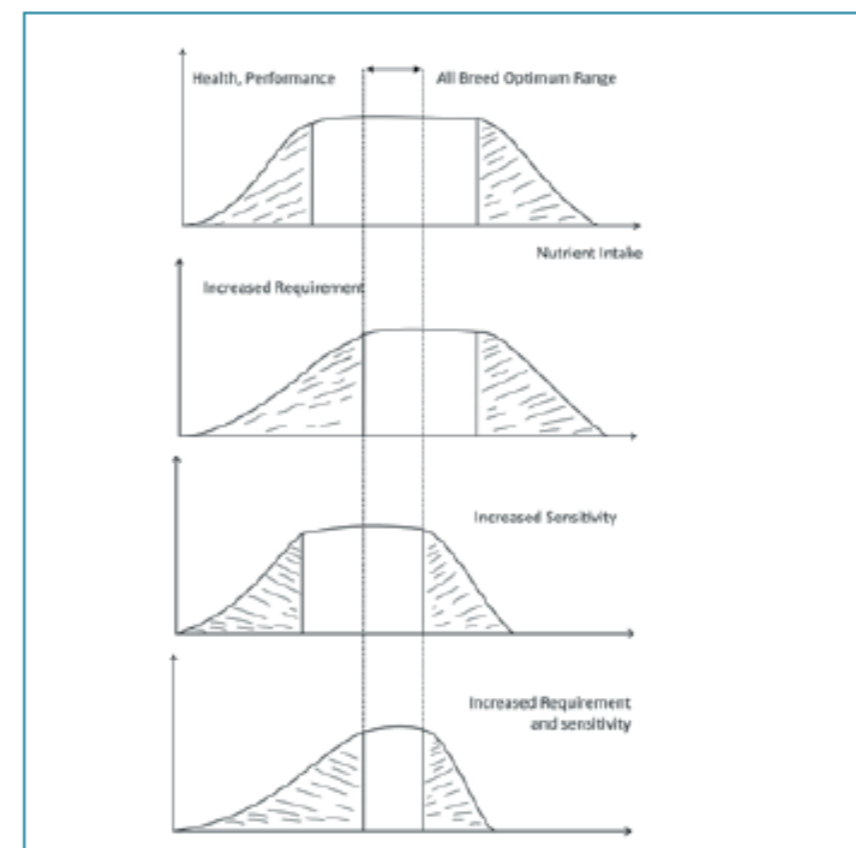 Health, Performance
All Breed Optimum Range
Nutrient Intake
Increased Requirement
Increased Sensitivity
Increased Requirement
and sensitivity